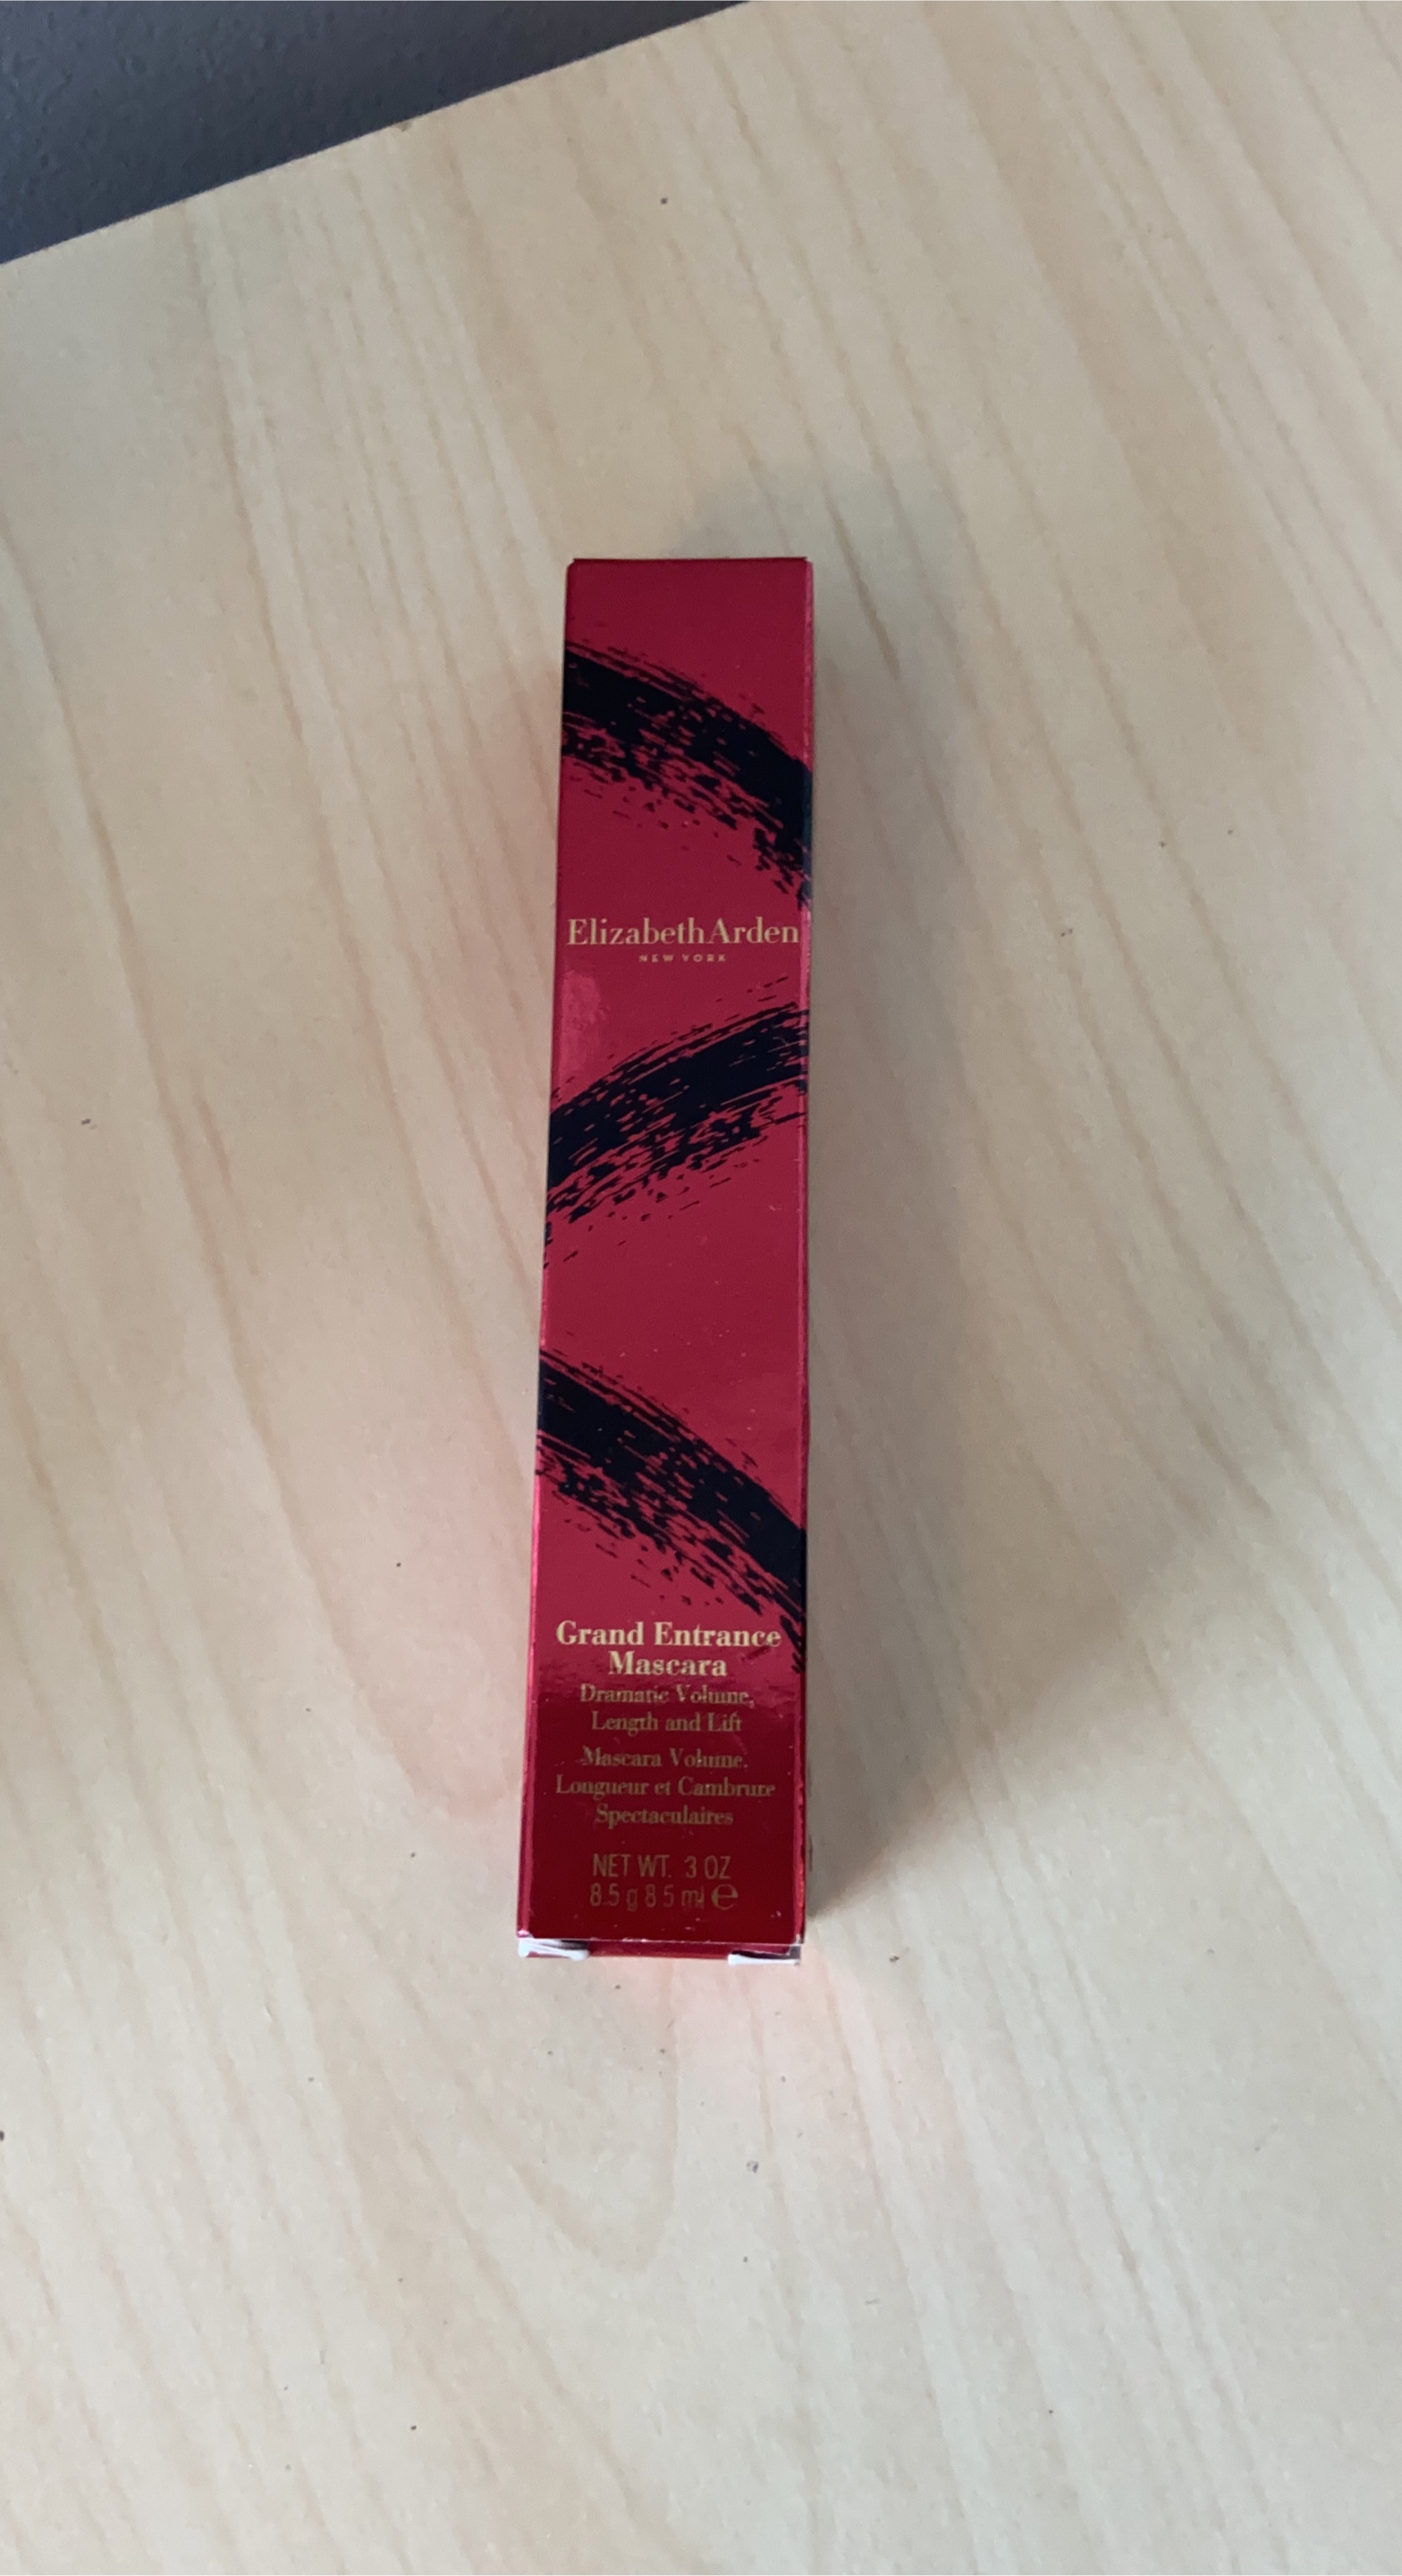 ElizabethArden
NEW YORK
Grand Entrance
Mascara
Dramatic Volume,
Length and Lift
Mascara Volume,
Longueur et Cambrure
Spectaculaires
NET WT. 3 OZ
8.5 g 8.5 ml ℮